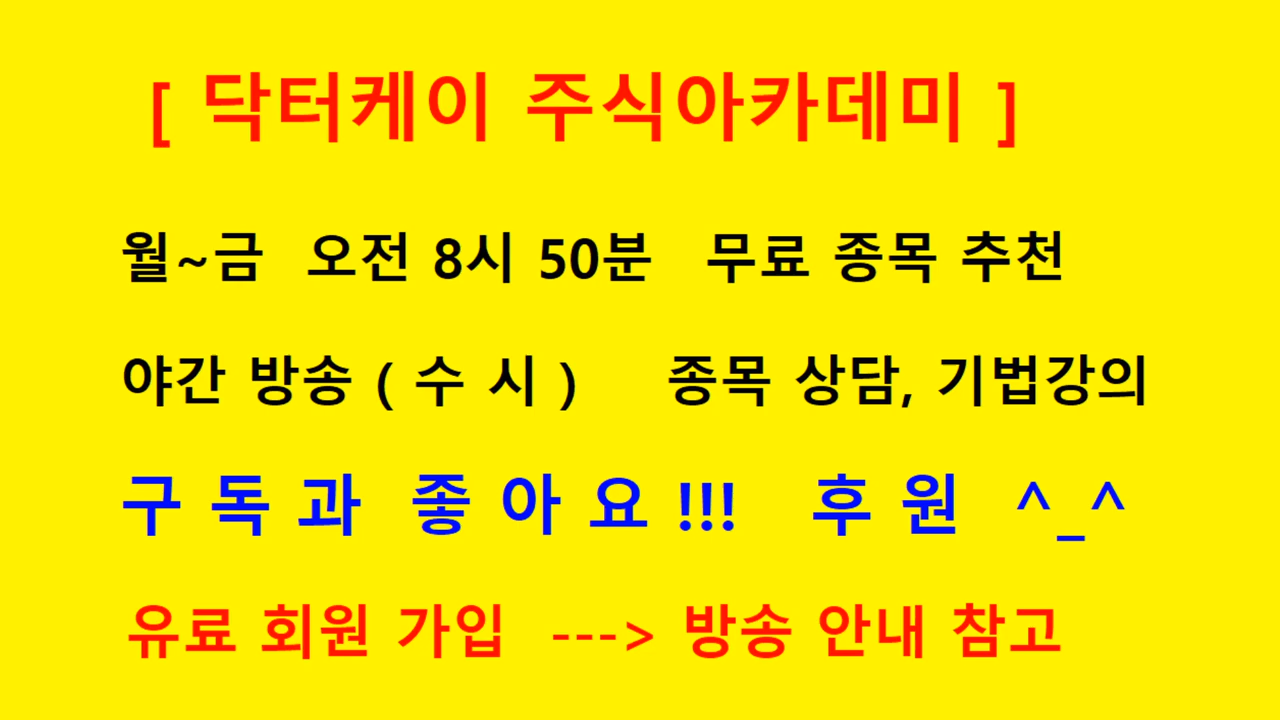 [ 닥터케이 주식아카데미 ]
월~금 오전 8시 50분 무료 종목 추천
야간 방송 ( 수 시 ) 종목 상담, 기법강의
구 독 과 좋 아 요 !!! 후 원 ^_^
유료 회원 가입 ---> 방송 안내 참고